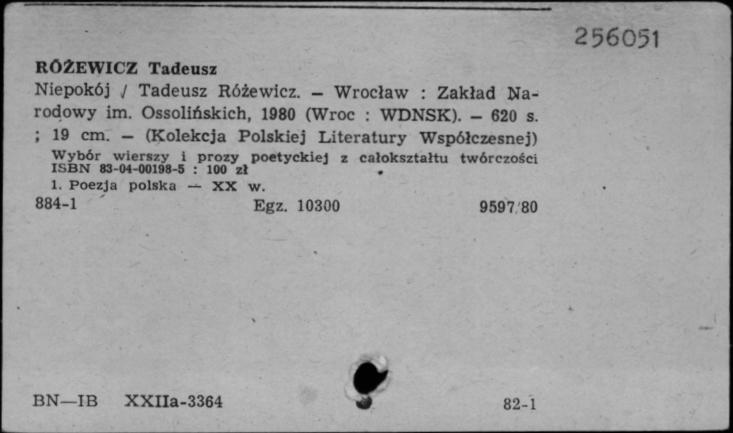 256051
RÓŻEWICZ Tadeusz
Niepokój / Tadeusz Różewicz. — Wrocław : Zakład Na-
rodowy im. Ossolińskich, 1980 (Wroc : WDNSK). — 620 s.
; 19 cm. — (Kolekcja Polskiej Literatury Współczesnej)
Wybór wierszy i prozy poetyckiej z całokształtu twórczości
ISBN 83-04-00198-5 : 100 zł
1. Poezja polska — XX w.
884-1 Egz. 10300 9597/80
BN—IB XXIIa-3364 82-1